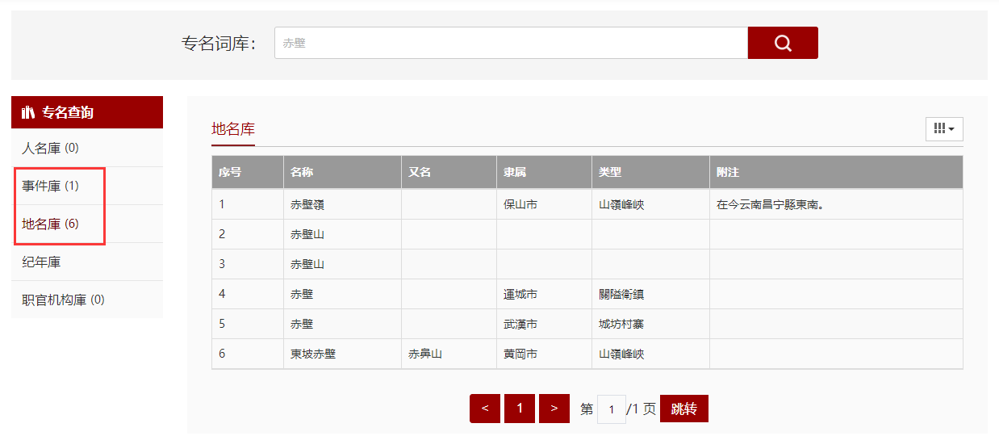 专名词库： 赤壁
专名查询
人名庫 (0)
事件庫 (1)
地名庫 (6)
纪年庫
职官机构庫 (0)
地名库
序号 名称 又名 隶属 类型 附注
1 赤壁嶺 保山市 山嶺峰峽 在今云南昌宁縣東南。
2 赤壁山
3 赤壁山
4 赤壁 運城市 關隘衛鎮
5 赤壁 武漢市 城坊村寨
6 東坡赤壁 赤鼻山 黄岡市 山嶺峰峽
< 1 > 第 1 /1 页 跳转